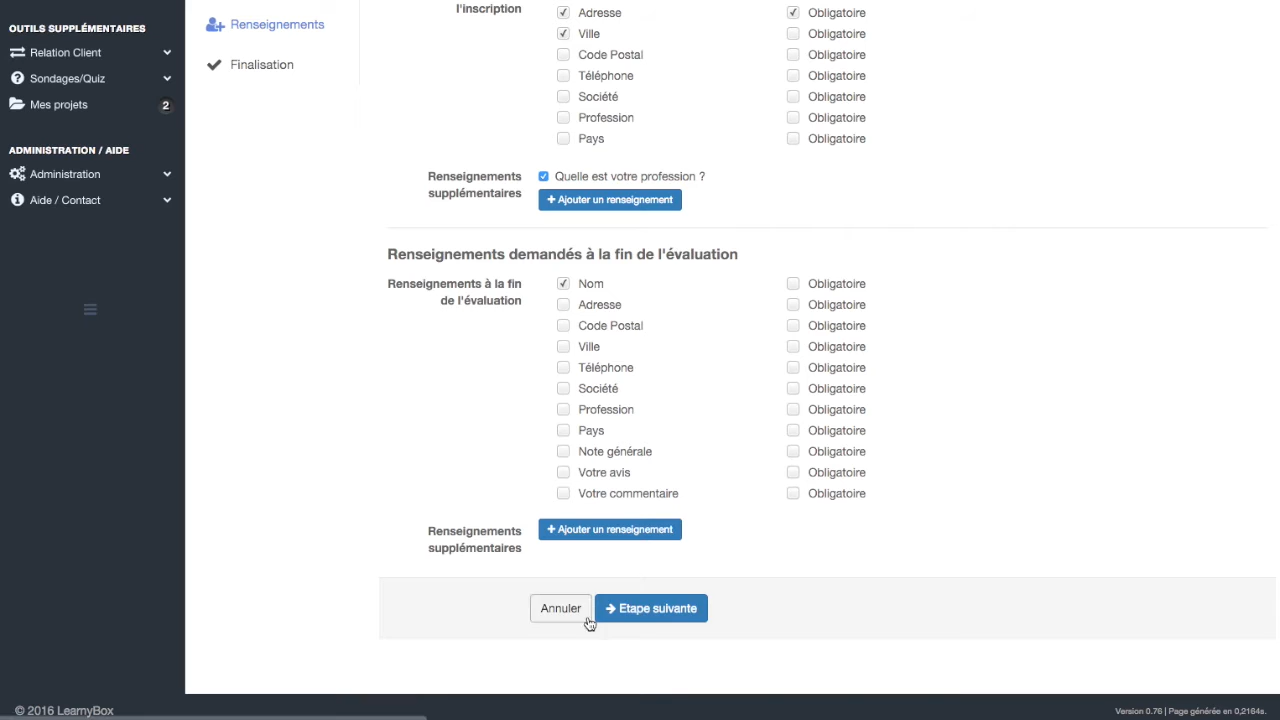 OUTILS SUPPLÉMENTAIRES
Relation Client
Sondages/Quiz
Mes projets 2
ADMINISTRATION / AIDE
Administration
Aide / Contact
© 2016 LearnyBox
Renseignements
Finalisation
l'inscription
Adresse Obligatoire
Ville Obligatoire
Code Postal Obligatoire
Téléphone Obligatoire
Société Obligatoire
Profession Obligatoire
Pays Obligatoire
Renseignements supplémentaires
Quelle est votre profession ?
+ Ajouter un renseignement
Renseignements demandés à la fin de l'évaluation
Renseignements à la fin
de l'évaluation
Nom Obligatoire
Adresse Obligatoire
Code Postal Obligatoire
Ville Obligatoire
Téléphone Obligatoire
Société Obligatoire
Profession Obligatoire
Pays Obligatoire
Note générale Obligatoire
Votre avis Obligatoire
Votre commentaire Obligatoire
Renseignements
supplémentaires
+ Ajouter un renseignement
Annuler
Etape suivante
Version 0.76 | Page générée en 0,2164s.